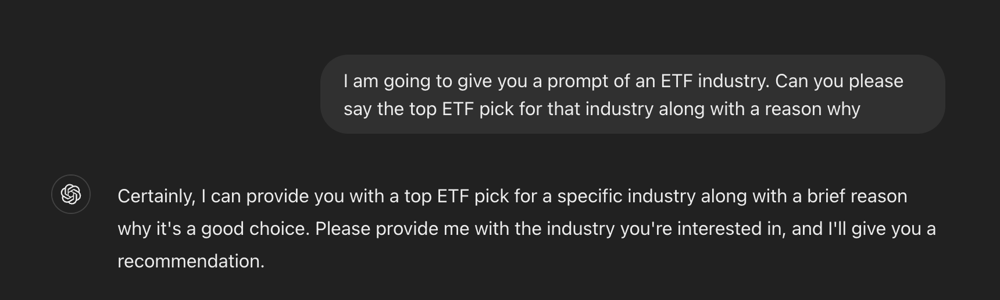 I am going to give you a prompt of an ETF industry. Can you please
say the top ETF pick for that industry along with a reason why
Certainly, I can provide you with a top ETF pick for a specific industry along with a brief reason
why it's a good choice. Please provide me with the industry you're interested in, and I'll give you a
recommendation.